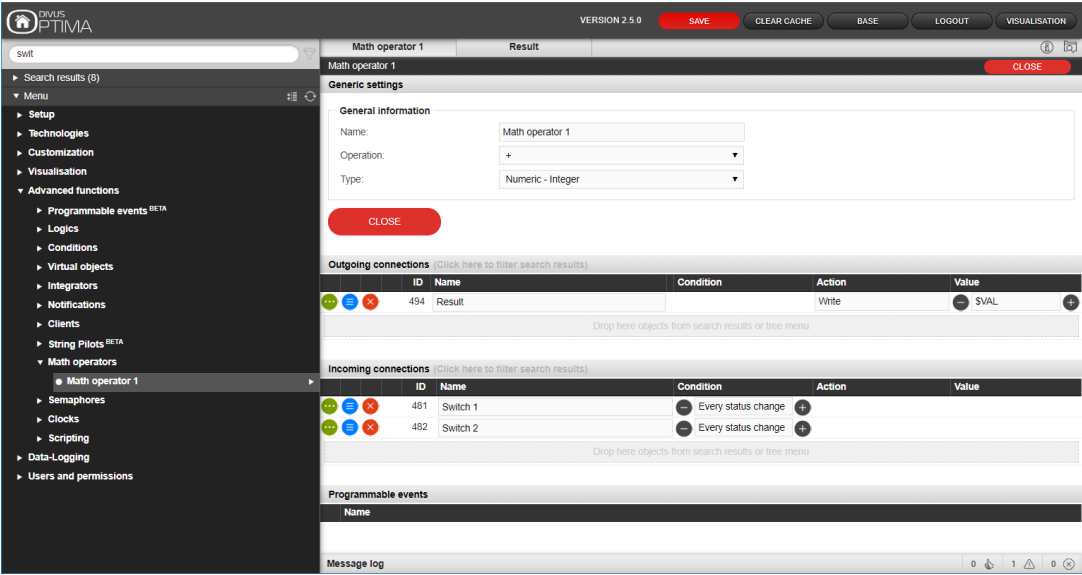 DIVUS
OPTIMA
VERSION 2.5.0
SAVE
CLEAR CACHE
BASE
LOGOUT
VISUALISATION
swit
Search results (8)
Menu
Setup
Technologies
Customization
Visualisation
Advanced functions
Programmable events BETA
Logics
Conditions
Virtual objects
Integrators
Notifications
Clients
String Pilots BETA
Math operators
Math operator 1
Semaphores
Clocks
Scripting
Data-Logging
Users and permissions
Math operator 1 Result
Math operator 1 CLOSE
Generic settings
General information
Name: Math operator 1
Operation: +
Type: Numeric - Integer
CLOSE
Outgoing connections (Click here to filter search results)
ID Name Condition Action Value
494 Result Write $VAL
Drop here objects from search results or tree menu
Incoming connections (Click here to filter search results)
ID Name Condition Action Value
481 Switch 1 Every status change
482 Switch 2 Every status change
Drop here objects from search results or tree menu
Programmable events
Name
Message log 0 1 0